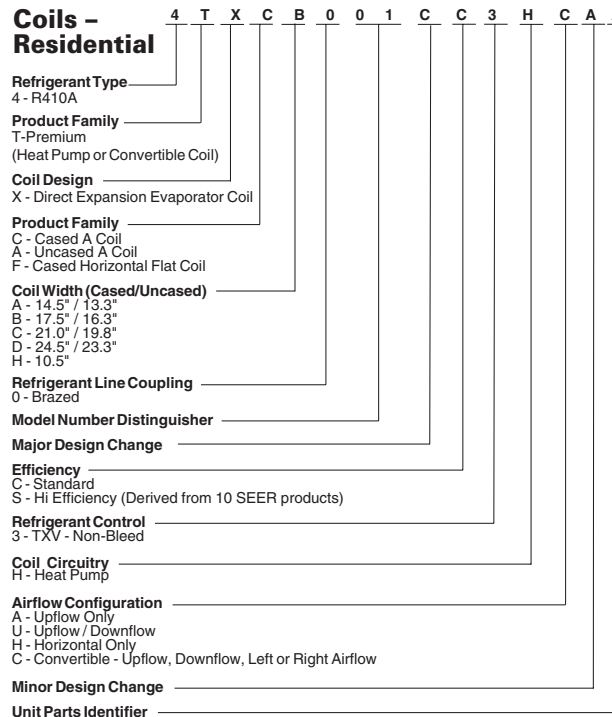 Coils – 4 T X C B 0 0 1 C C 3 H C A
Residential
Refrigerant Type
4 - R410A
Product Family
T-Premium
(Heat Pump or Convertible Coil)
Coil Design
X - Direct Expansion Evaporator Coil
Product Family
C - Cased A Coil
A - Uncased A Coil
F - Cased Horizontal Flat Coil
Coil Width (Cased/Uncased)
A - 14.5" / 13.3"
B - 17.5" / 16.3"
C - 21.0" / 19.8"
D - 24.5" / 23.3"
H - 10.5"
Refrigerant Line Coupling
0 - Brazed
Model Number Distinguisher
Major Design Change
Efficiency
C - Standard
S - Hi Efficiency (Derived from 10 SEER products)
Refrigerant Control
3 - TXV - Non-Bleed
Coil Circuitry
H - Heat Pump
Airflow Configuration
A - Upflow Only
U - Upflow / Downflow
H - Horizontal Only
C - Convertible - Upflow, Downflow, Left or Right Airflow
Minor Design Change
Unit Parts Identifier